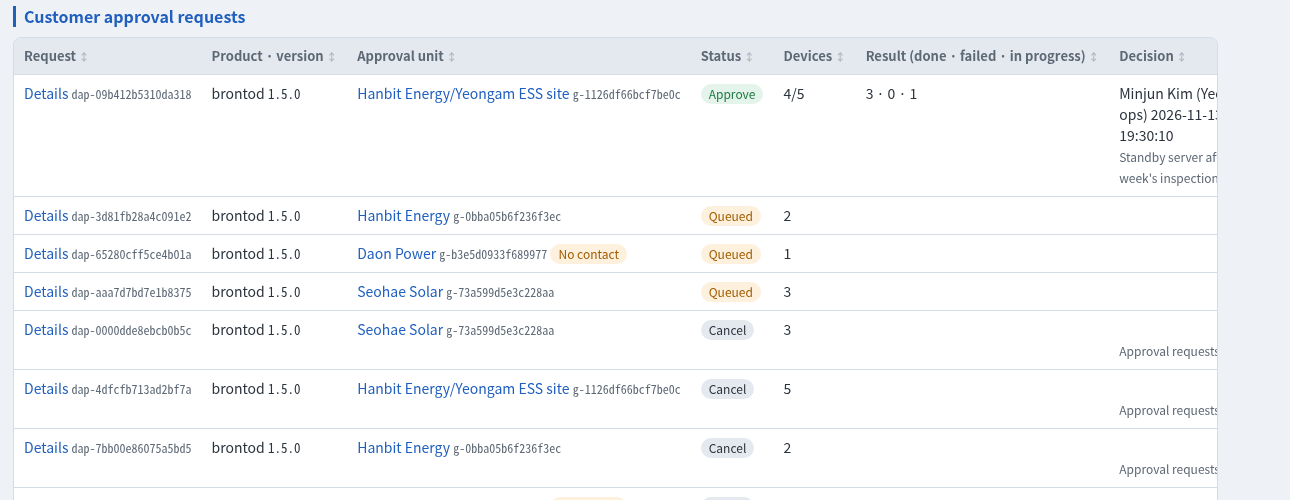 Customer approval requests
Request Product · version Approval unit Status Devices Result (done · failed · in progress) Decision
Details dap-09b412b5310da318 brontod 1.5.0 Hanbit Energy/Yeongam ESS site g-1126df66bcf7be0c Approve 4/5 3 · 0 · 1 Minjun Kim
ops) 2026-11-13
19:30:10
Standby server
week's inspection
Details dap-3d81fb28a4c091e2 brontod 1.5.0 Hanbit Energy g-0bba05b6f236f3ec Queued 2
Details dap-65280cff5ce4b01a brontod 1.5.0 Daon Power g-b3e5d0933f689977 No contact Queued 1
Details dap-aaa7d7bd7e1b8375 brontod 1.5.0 Seohae Solar g-73a599d5e3c228aa Queued 3
Details dap-0000dde8ebcb0b5c brontod 1.5.0 Seohae Solar g-73a599d5e3c228aa Cancel 3
Approval requests
Details dap-4dfcfb713ad2bf7a brontod 1.5.0 Hanbit Energy/Yeongam ESS site g-1126df66bcf7be0c Cancel 5
Approval requests
Details dap-7bb00e86075a5bd5 brontod 1.5.0 Hanbit Energy g-0bba05b6f236f3ec Cancel 2
Approval requests